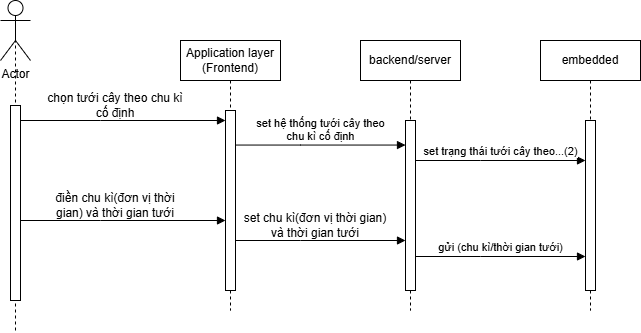 Actor
Application layer
(Frontend)
backend/server
embedded
chọn tưới cây theo chu kì
cố định
set hệ thống tưới cây theo
chu kì cố định
set trạng thái tưới cây theo...(2)
điền chu kì(đơn vị thời
gian) và thời gian tưới
set chu kì(đơn vị thời gian)
và thời gian tưới
gửi (chu kì/thời gian tưới)